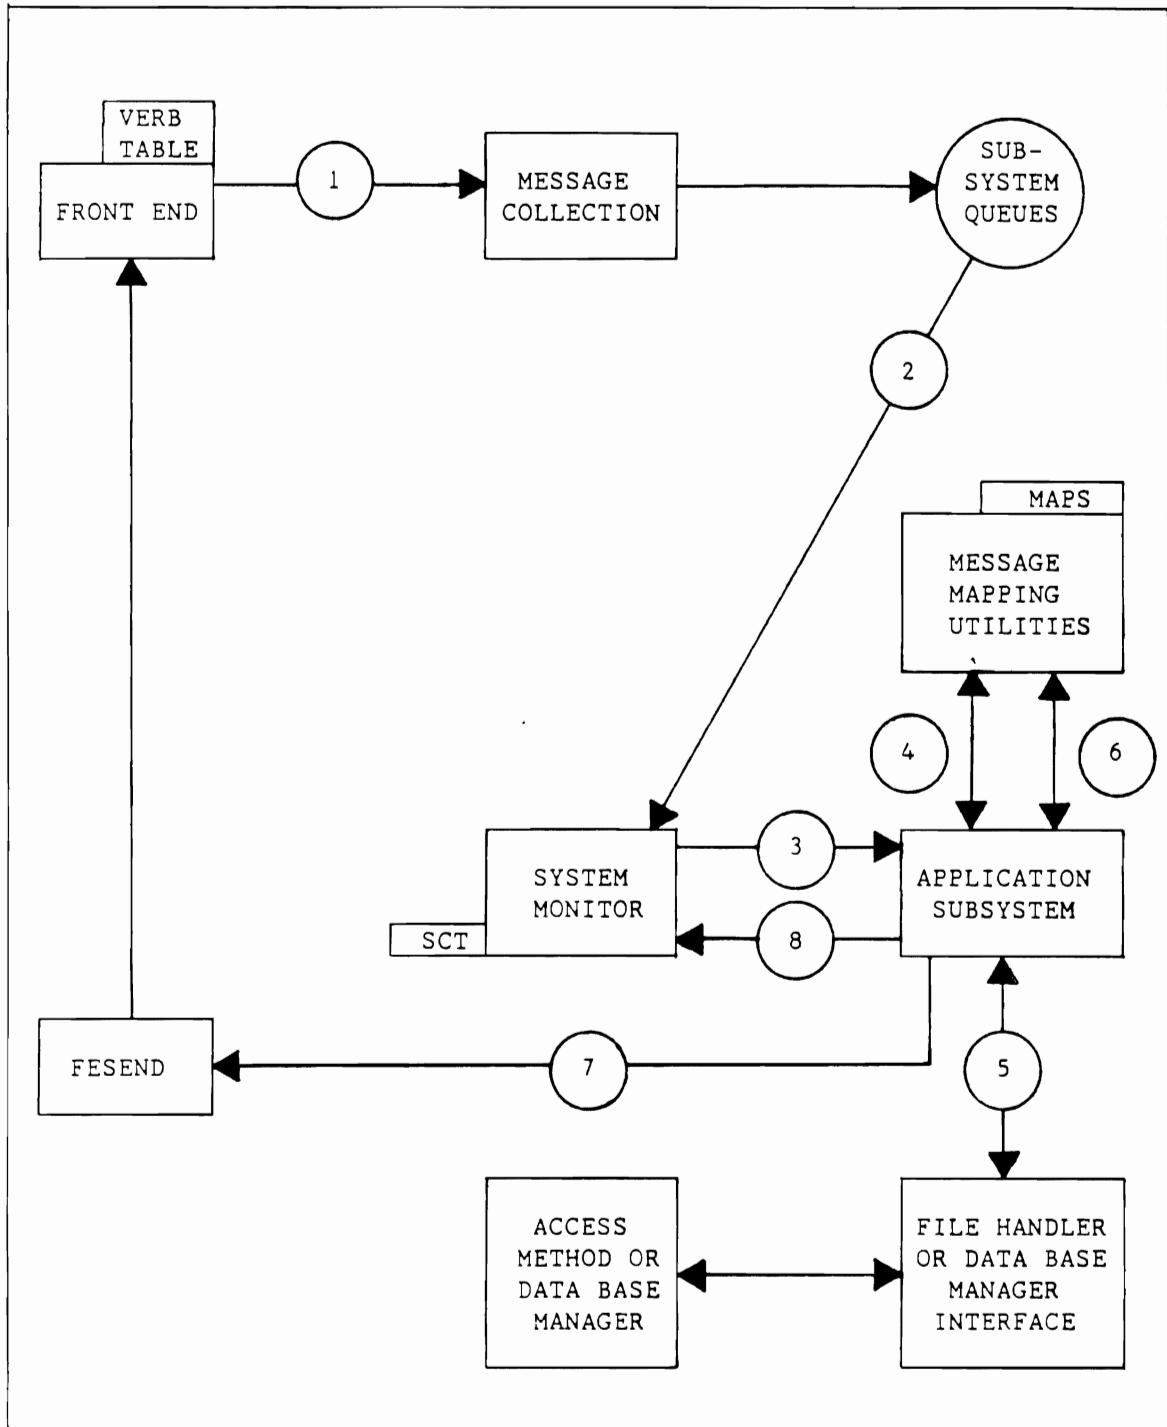 VERB
TABLE
FRONT END
1
MESSAGE
COLLECTION
SUB-
SYSTEM
QUEUES
2
MAPS
MESSAGE
MAPPING
UTILITIES
4
6
SYSTEM
MONITOR
SCT
3
8
APPLICATION
SUBSYSTEM
FESEND
7
5
ACCESS
METHOD OR
DATA BASE
MANAGER
FILE HANDLER
OR DATA BASE
MANAGER
INTERFACE